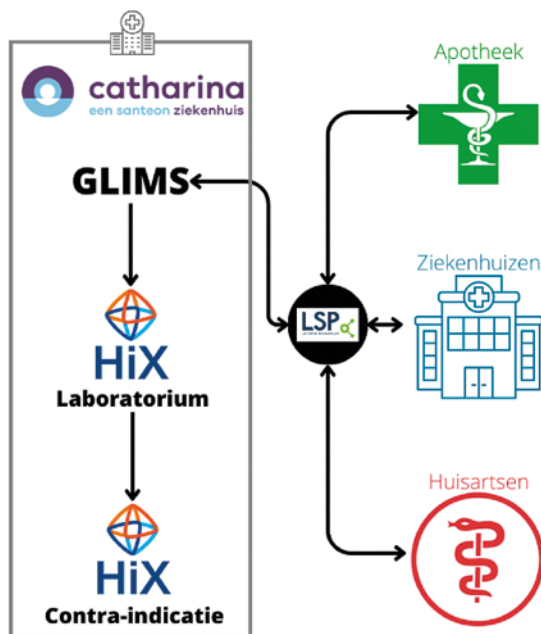 catharina
een santeon ziekenhuis
GLIMS
HiX
Laboratorium
HiX
Contra-indicatie
LSP
Apotheek
Ziekenhuizen
Huisartsen